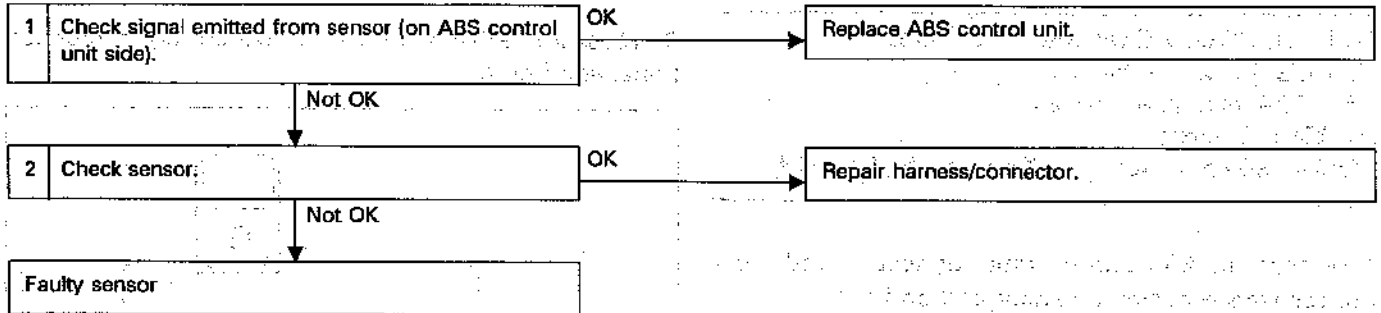 1 Check signal emitted from sensor (on ABS control
unit side).
OK
Replace ABS control unit.
Not OK
2 Check sensor.
OK
Repair harness/connector.
Not OK
Faulty sensor